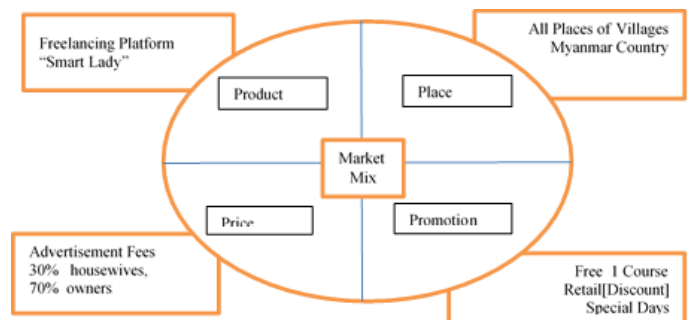 Freelancing Platform
“Smart Lady”
All Places of Villages
Myanmar Country
Product
Place
Market
Mix
Price
Promotion
Advertisement Fees
30% housewives,
70% owners
Free 1 Course
Retail[Discount]
Special Days